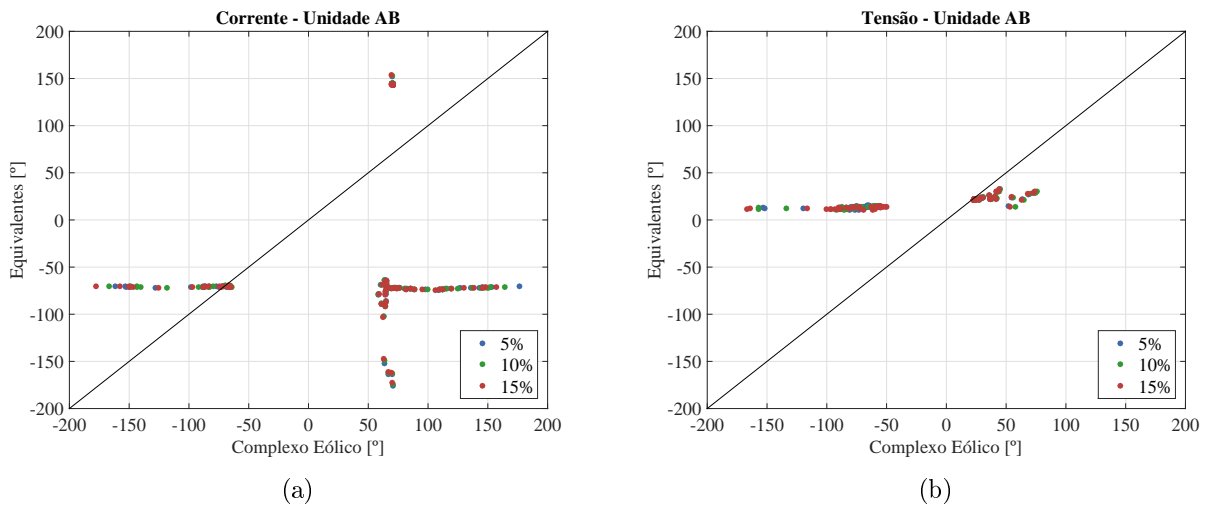 Corrente - Unidade AB
200
150
100
50
0
-50
-100
-150
-200
Equivalentes [º]
5%
10%
15%
-200 -150 -100 -50 0 50 100 150 200
Complexo Eólico [º]
(a)
Tensão - Unidade AB
200
150
100
50
0
-50
-100
-150
-200
Equivalentes [º]
5%
10%
15%
-200 -150 -100 -50 0 50 100 150 200
Complexo Eólico [º]
(b)